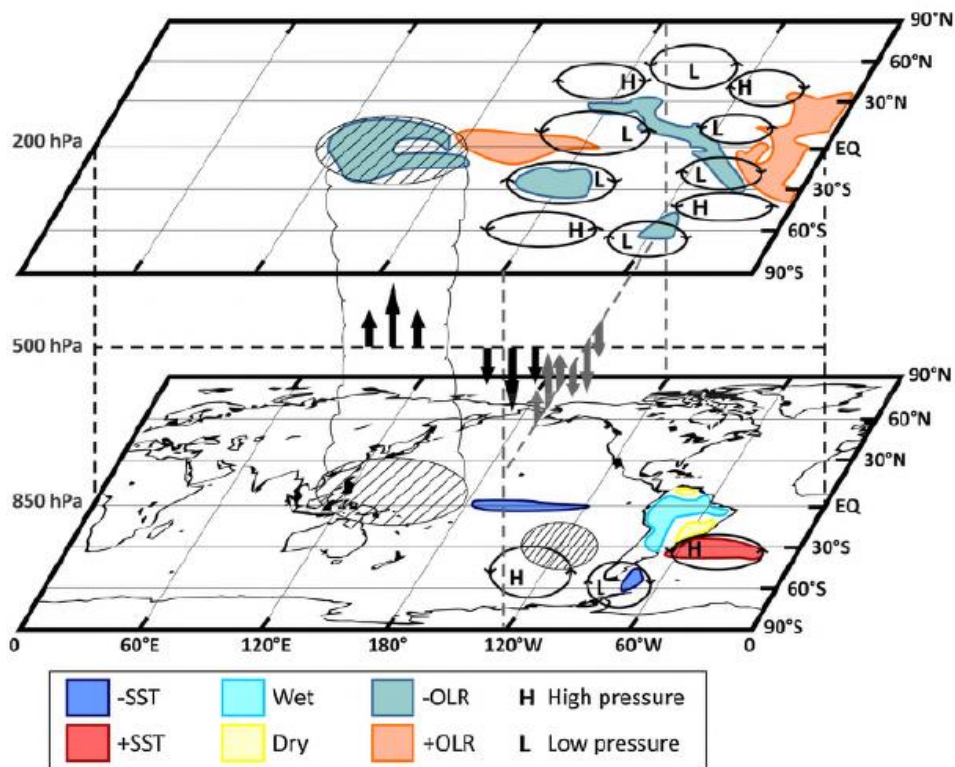 90°N
60°N
L
H
H
30°N
200 hPa
L
L
EQ
L
L
30°S
H
H
L
60°S
90°S
500 hPa
90°N
60°N
30°N
850 hPa
EQ
H
30°S
H
L
60°S
90°S
0
60°E
120°E
180°
120°W
60°W
0
-SST
Wet
-OLR
H High pressure
+SST
Dry
+OLR
L Low pressure